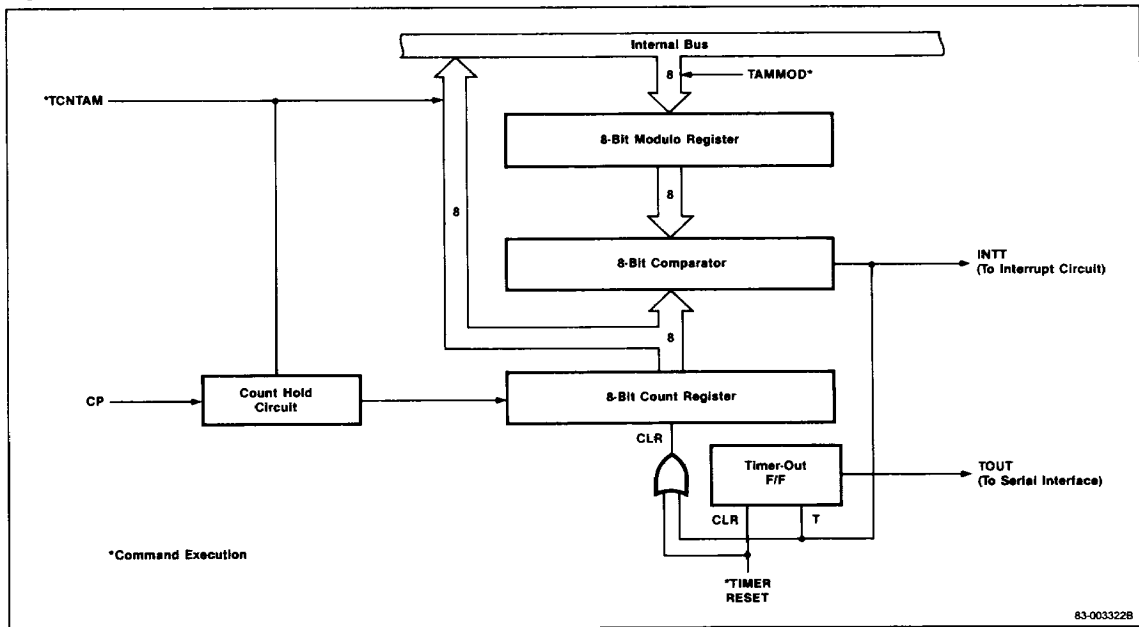 Internal Bus
8
TAMMOD*
*TCNTAM
8-Bit Modulo Register
8
8
8-Bit Comparator
INTT
(To Interrupt Circuit)
8
CP
Count Hold
Circuit
8-Bit Count Register
CLR
Timer-Out
F/F
TOUT
(To Serial Interface)
CLR
T
*Command Execution
*TIMER
RESET
83-003322B